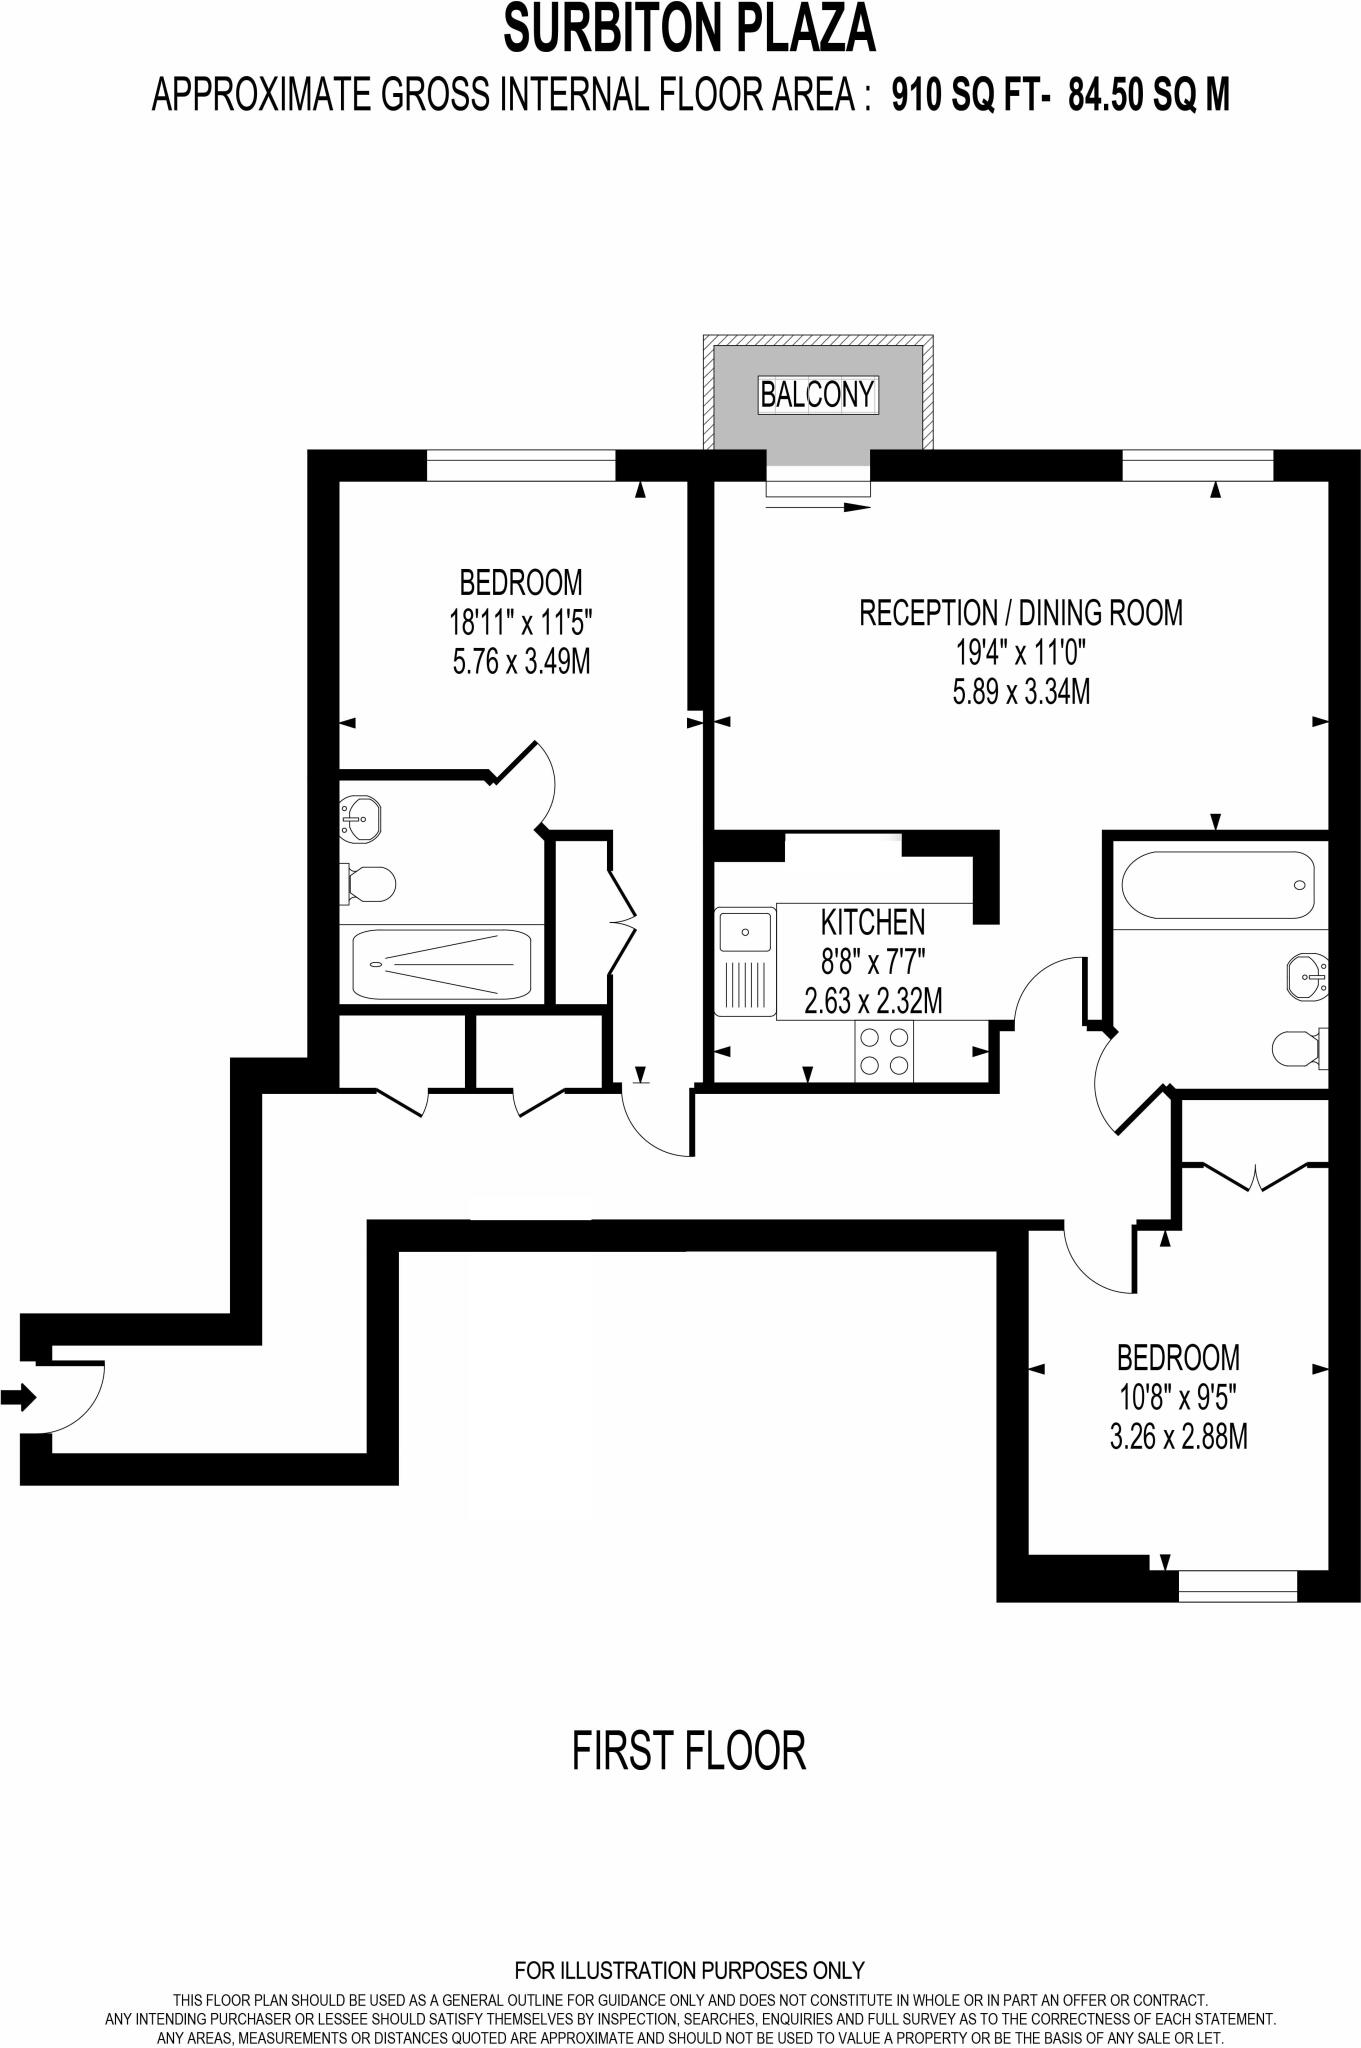 SURBITON PLAZA
APPROXIMATE GROSS INTERNAL FLOOR AREA : 910 SQ FT- 84.50 SQ M
BALCONY
BEDROOM
18'11" x 11'5"
5.76 x 3.49M
RECEPTION / DINING ROOM
19'4" x 11'0"
5.89 x 3.34M
KITCHEN
8'8" x 7'7"
2.63 x 2.32M
BEDROOM
10'8" x 9'5"
3.26 x 2.88M
FIRST FLOOR
FOR ILLUSTRATION PURPOSES ONLY
THIS FLOOR PLAN SHOULD BE USED AS A GENERAL OUTLINE FOR GUIDANCE ONLY AND DOES NOT CONSTITUTE IN WHOLE OR IN PART AN OFFER OR CONTRACT.
ANY INTENDING PURCHASER OR LESSEE SHOULD SATISFY THEMSELVES BY INSPECTION, SEARCHES, ENQUIRIES AND FULL SURVEY AS TO THE CORRECTNESS OF EACH STATEMENT.
ANY AREAS, MEASUREMENTS OR DISTANCES QUOTED ARE APPROXIMATE AND SHOULD NOT BE USED TO VALUE A PROPERTY OR BE THE BASIS OF ANY SALE OR LET.